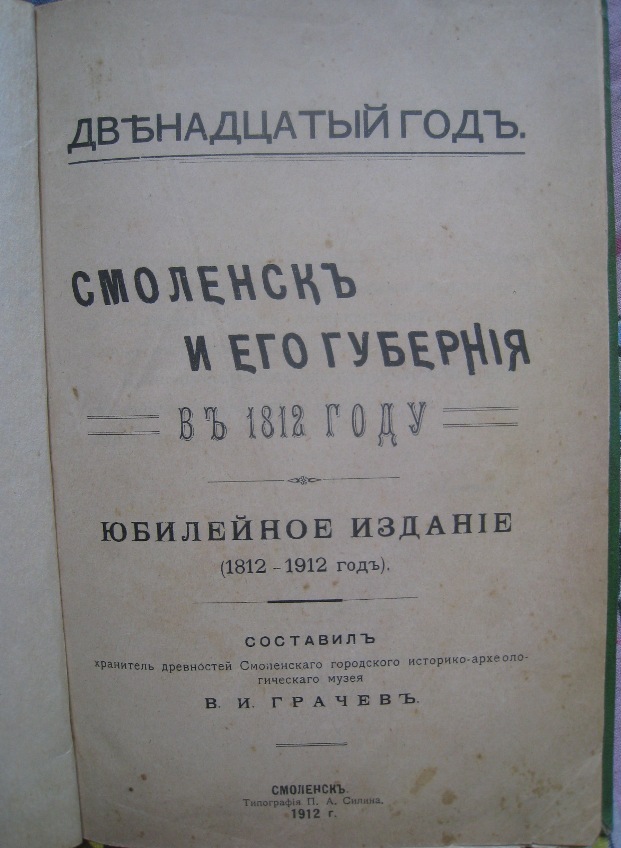 ДВѢНАДЦАТЫЙ ГОДЪ.
СМОЛЕНСКЪ
И ЕГО ГУБЕРНІЯ
ВЪ 1812 ГОДУ
ЮБИЛЕЙНОЕ ИЗДАНІЕ
(1812 - 1912 годъ).
СОСТАВИЛЪ
хранитель древностей Смоленскаго городского историко-археоло-
гическаго музея
В. И. ГРАЧЕВЪ.
СМОЛЕНСКЪ.
Типографія П. А. Силина.
1912 г.